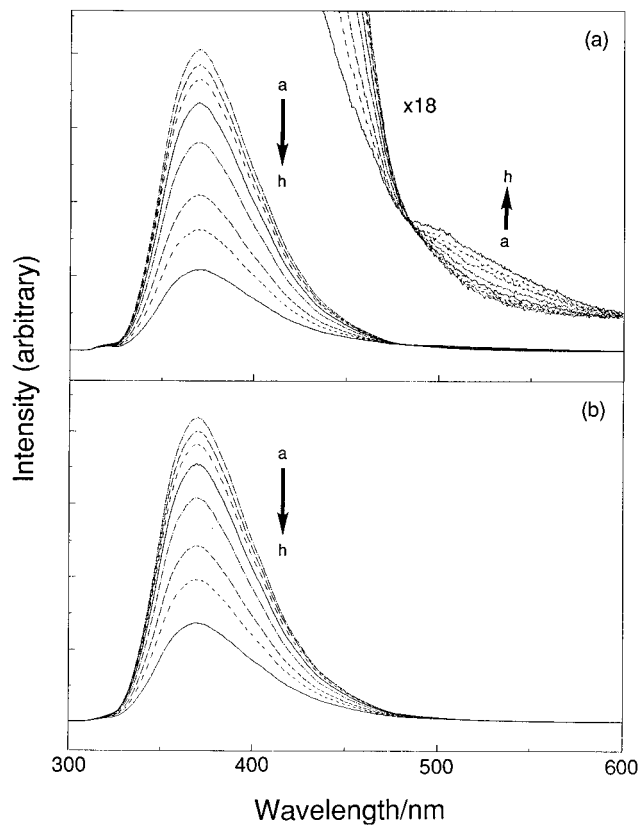 (a)
a
h
x18
h
a
Intensity (arbitrary)
(b)
a
h
300
400
500
600
Wavelength/nm